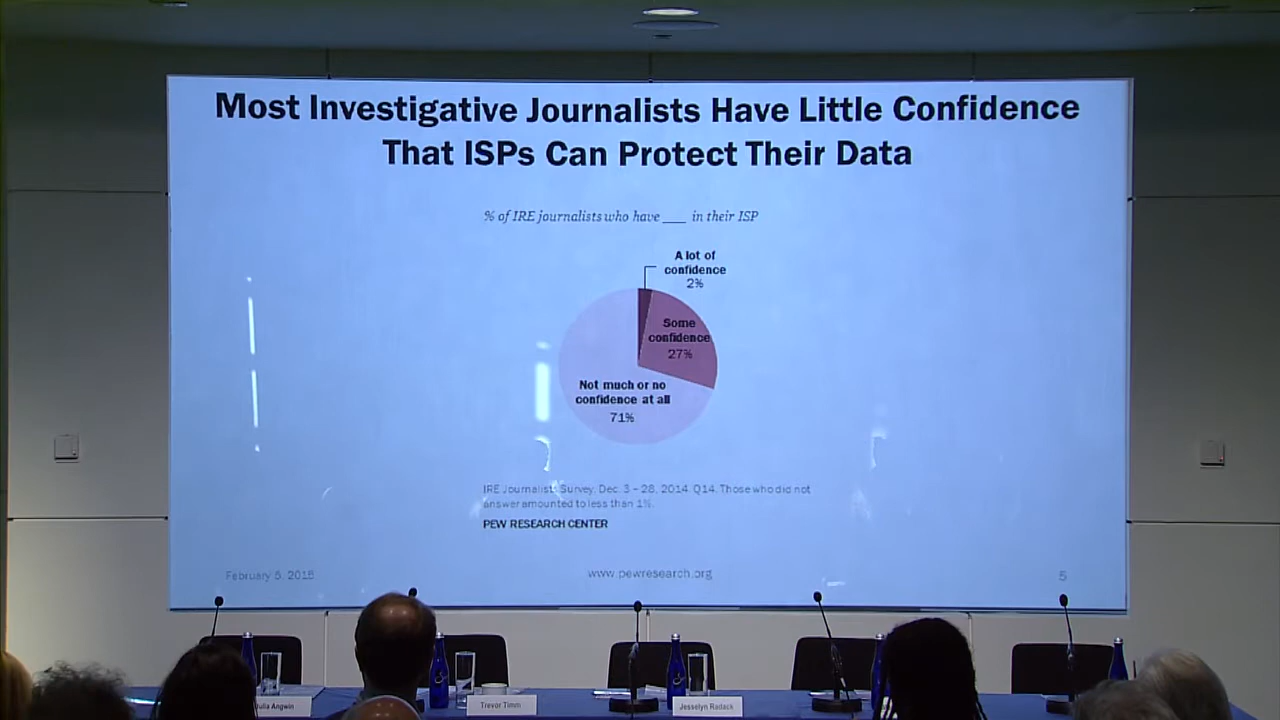 Most Investigative Journalists Have Little Confidence
That ISPs Can Protect Their Data
% of IRE journalists who have ___ in their ISP
A lot of
confidence
2%
Some
confidence
27%
Not much or no
confidence at all
71%
IRE Journalists Survey. Dec. 3 – 28, 2014. Q14. Those who did not
answer amounted to less than 1%.
PEW RESEARCH CENTER
February 5, 2015
www.pewresearch.org
5
Julia Angwin
Trevor Timm
Jesselyn Radack